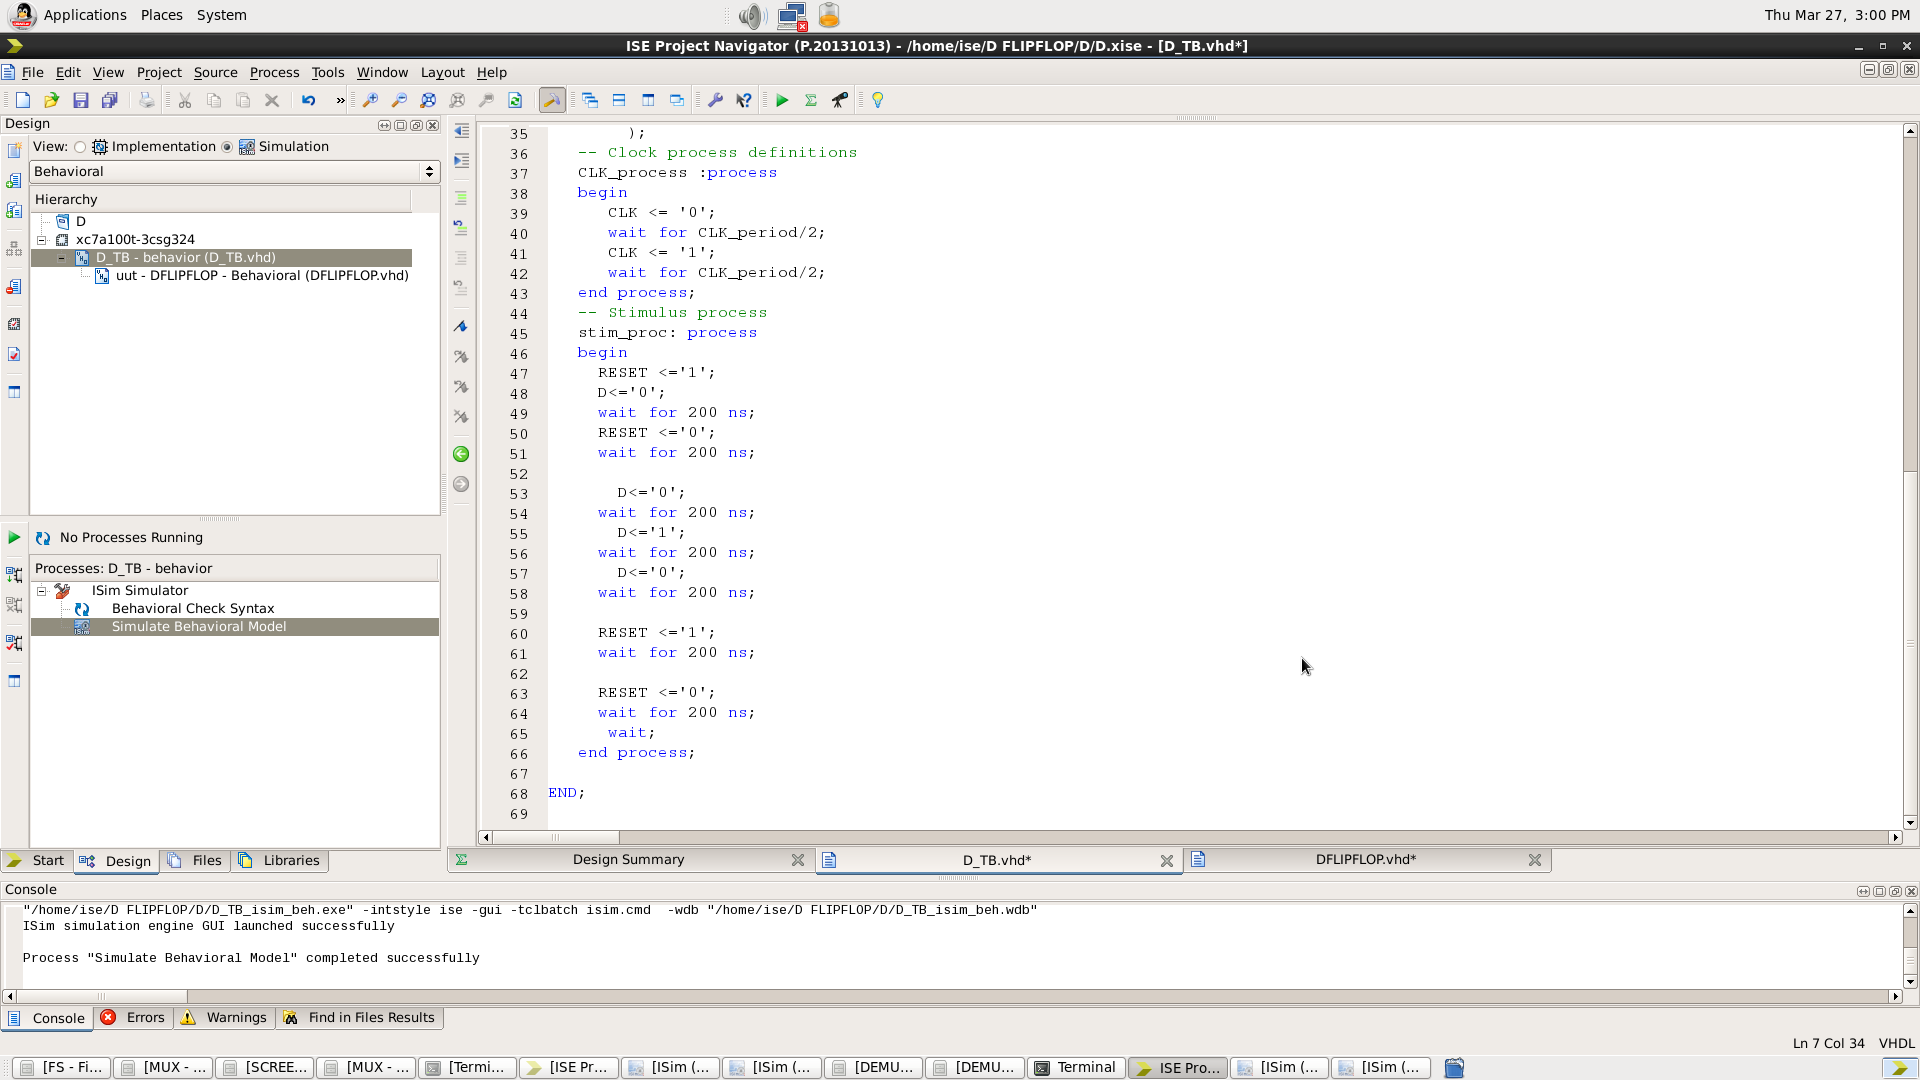 Applications Places System
Thu Mar 27, 3:00 PM
ISE Project Navigator (P.20131013) - /home/ise/D FLIPFLOP/D/D.xise - [D_TB.vhd*]
File Edit View Project Source Process Tools Window Layout Help
»
Design
View: Implementation Simulation
Behavioral
Hierarchy
D
xc7a100t-3csg324
D_TB - behavior (D_TB.vhd)
uut - DFLIPFLOP - Behavioral (DFLIPFLOP.vhd)
No Processes Running
Processes: D_TB - behavior
ISim Simulator
Behavioral Check Syntax
Simulate Behavioral Model
Start Design Files Libraries
35 );
36 -- Clock process definitions
37 CLK_process :process
38 begin
39 CLK <= '0';
40 wait for CLK_period/2;
41 CLK <= '1';
42 wait for CLK_period/2;
43 end process;
44 -- Stimulus process
45 stim_proc: process
46 begin
47 RESET <='1';
48 D<='0';
49 wait for 200 ns;
50 RESET <='0';
51 wait for 200 ns;
52
53 D<='0';
54 wait for 200 ns;
55 D<='1';
56 wait for 200 ns;
57 D<='0';
58 wait for 200 ns;
59
60 RESET <='1';
61 wait for 200 ns;
62
63 RESET <='0';
64 wait for 200 ns;
65 wait;
66 end process;
67
68 END;
69
Design Summary D_TB.vhd* DFLIPFLOP.vhd*
Console
"/home/ise/D FLIPFLOP/D/D_TB_isim_beh.exe" -intstyle ise -gui -tclbatch isim.cmd -wdb "/home/ise/D FLIPFLOP/D/D_TB_isim_beh.wdb"
ISim simulation engine GUI launched successfully
Process "Simulate Behavioral Model" completed successfully
Console Errors Warnings Find in Files Results
Ln 7 Col 34 VHDL
[FS - Fi... [MUX - ... [SCREE... [MUX - ... [Termi... [ISE Pr... [ISim (... [ISim (... [DEMU... [DEMU... Terminal ISE Pro... [ISim (... [ISim (...